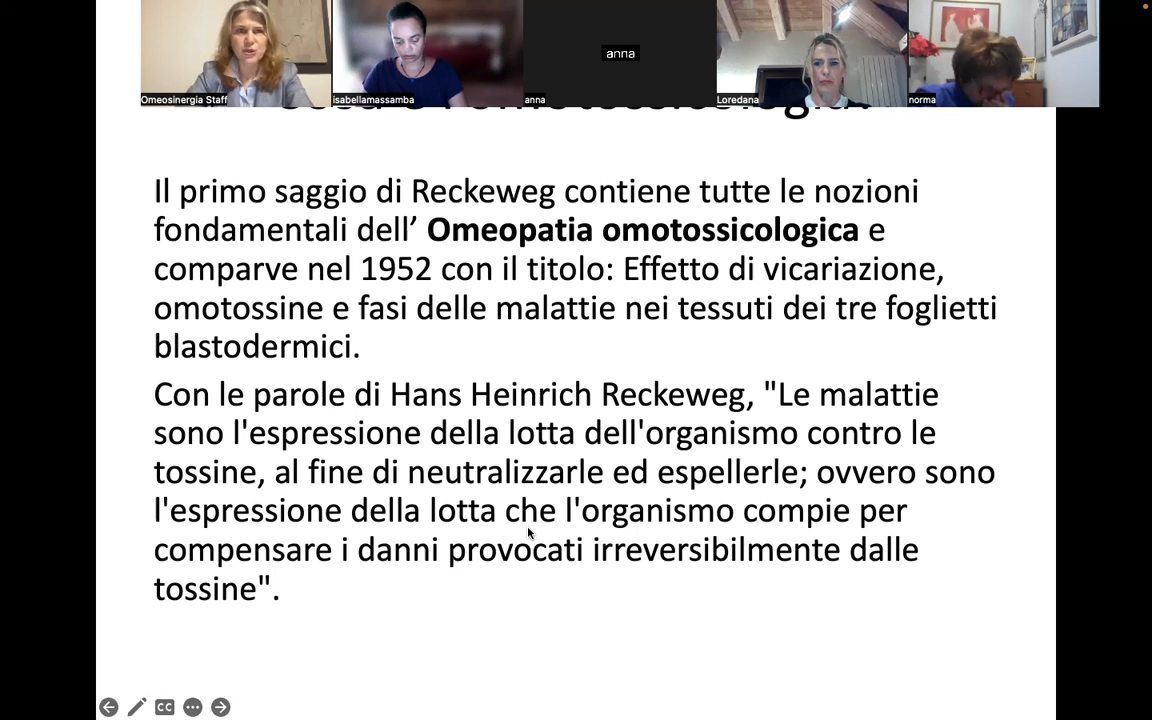 anna
Omeosinergia Staff
isabellamassamba
anna
Loredana
norma
Il primo saggio di Reckeweg contiene tutte le nozioni
fondamentali dell’ Omeopatia omotossicologica e
comparve nel 1952 con il titolo: Effetto di vicariazione,
omotossine e fasi delle malattie nei tessuti dei tre foglietti
blastodermici.
Con le parole di Hans Heinrich Reckeweg, "Le malattie
sono l'espressione della lotta dell'organismo contro le
tossine, al fine di neutralizzarle ed espellerle; ovvero sono
l'espressione della lotta che l'organismo compie per
compensare i danni provocati irreversibilmente dalle
tossine".
CC